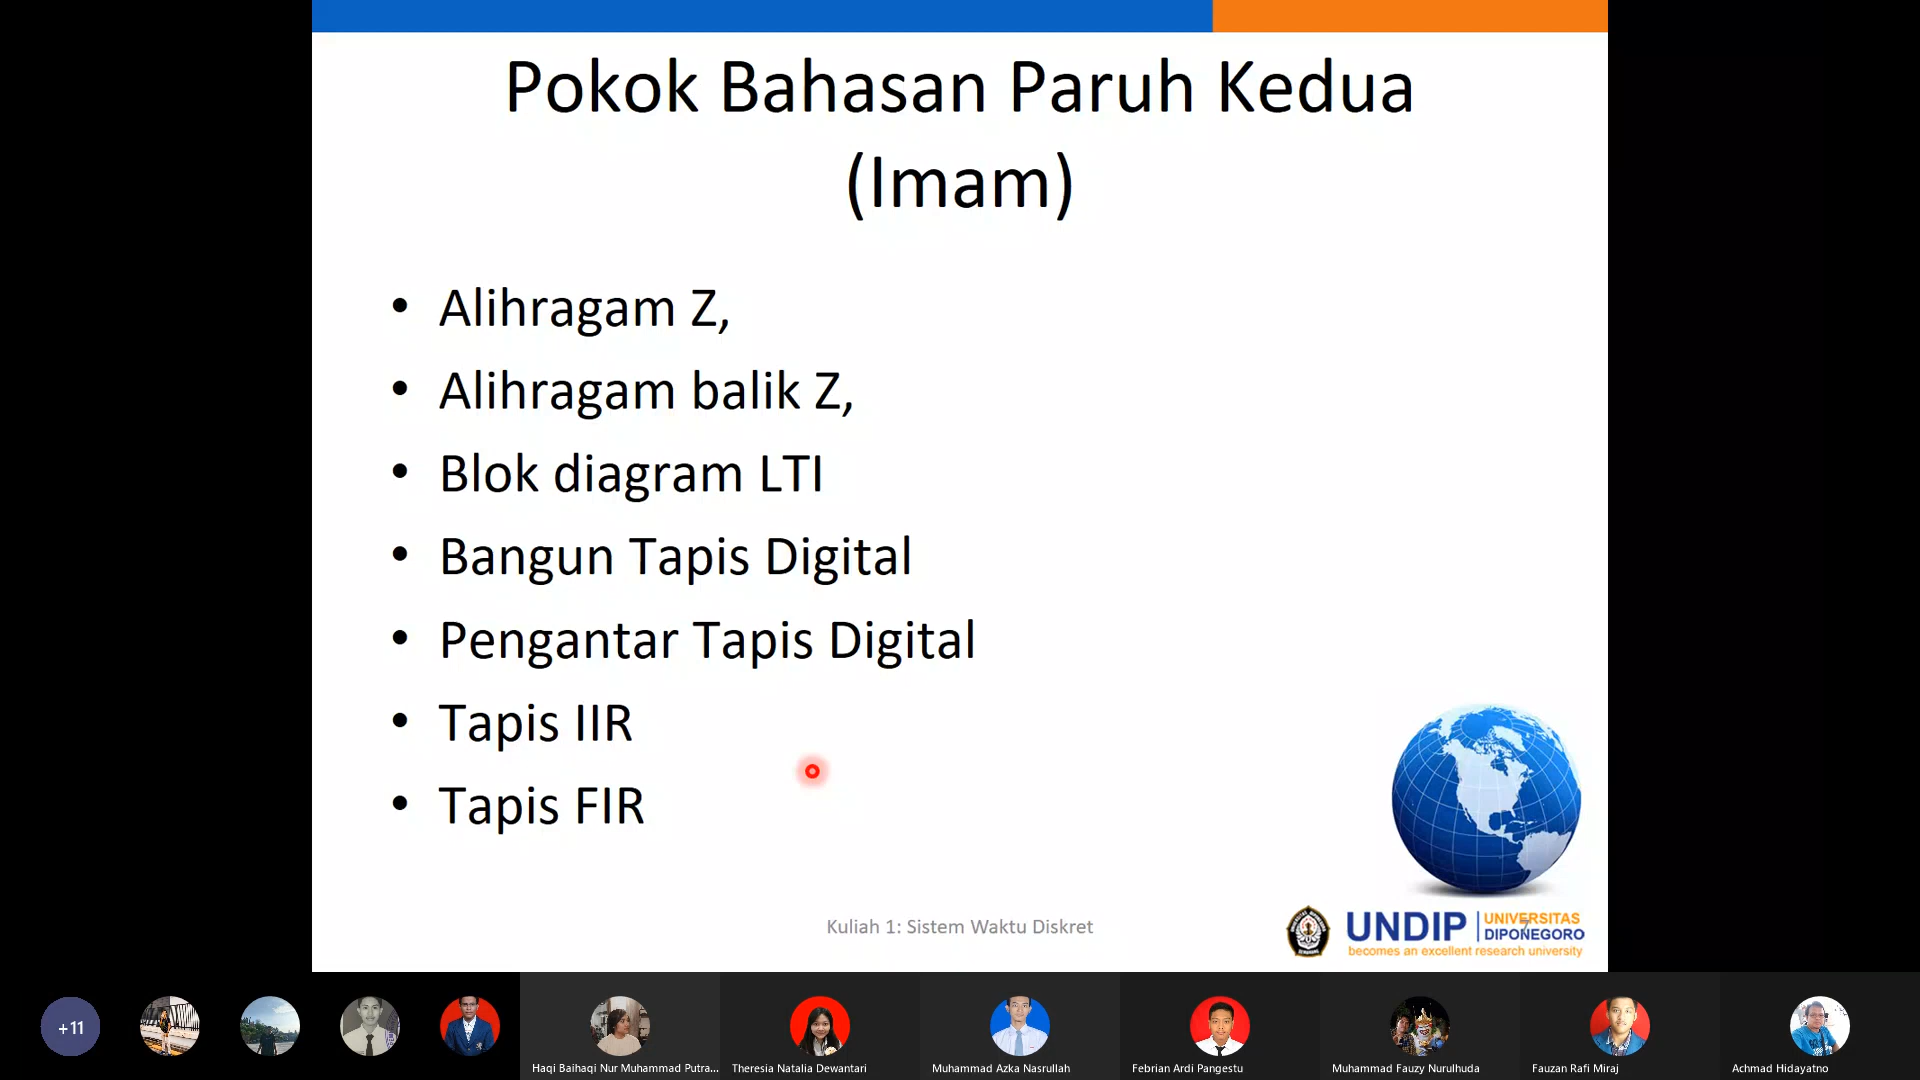 Pokok Bahasan Paruh Kedua
(Imam)
• Alihragam Z,
• Alihragam balik Z,
• Blok diagram LTI
• Bangun Tapis Digital
• Pengantar Tapis Digital
• Tapis IIR
• Tapis FIR
Kuliah 1: Sistem Waktu Diskret
UNDIP
UNIVERSITAS
DIPONEGORO
becomes an excellent research university
+11
Haqi Baihaqi Nur Muhammad Putra...
Theresia Natalia Dewantari
Muhammad Azka Nasrullah
Febrian Ardi Pangestu
Muhammad Fauzy Nurulhuda
Fauzan Rafi Miraj
Achmad Hidayatno